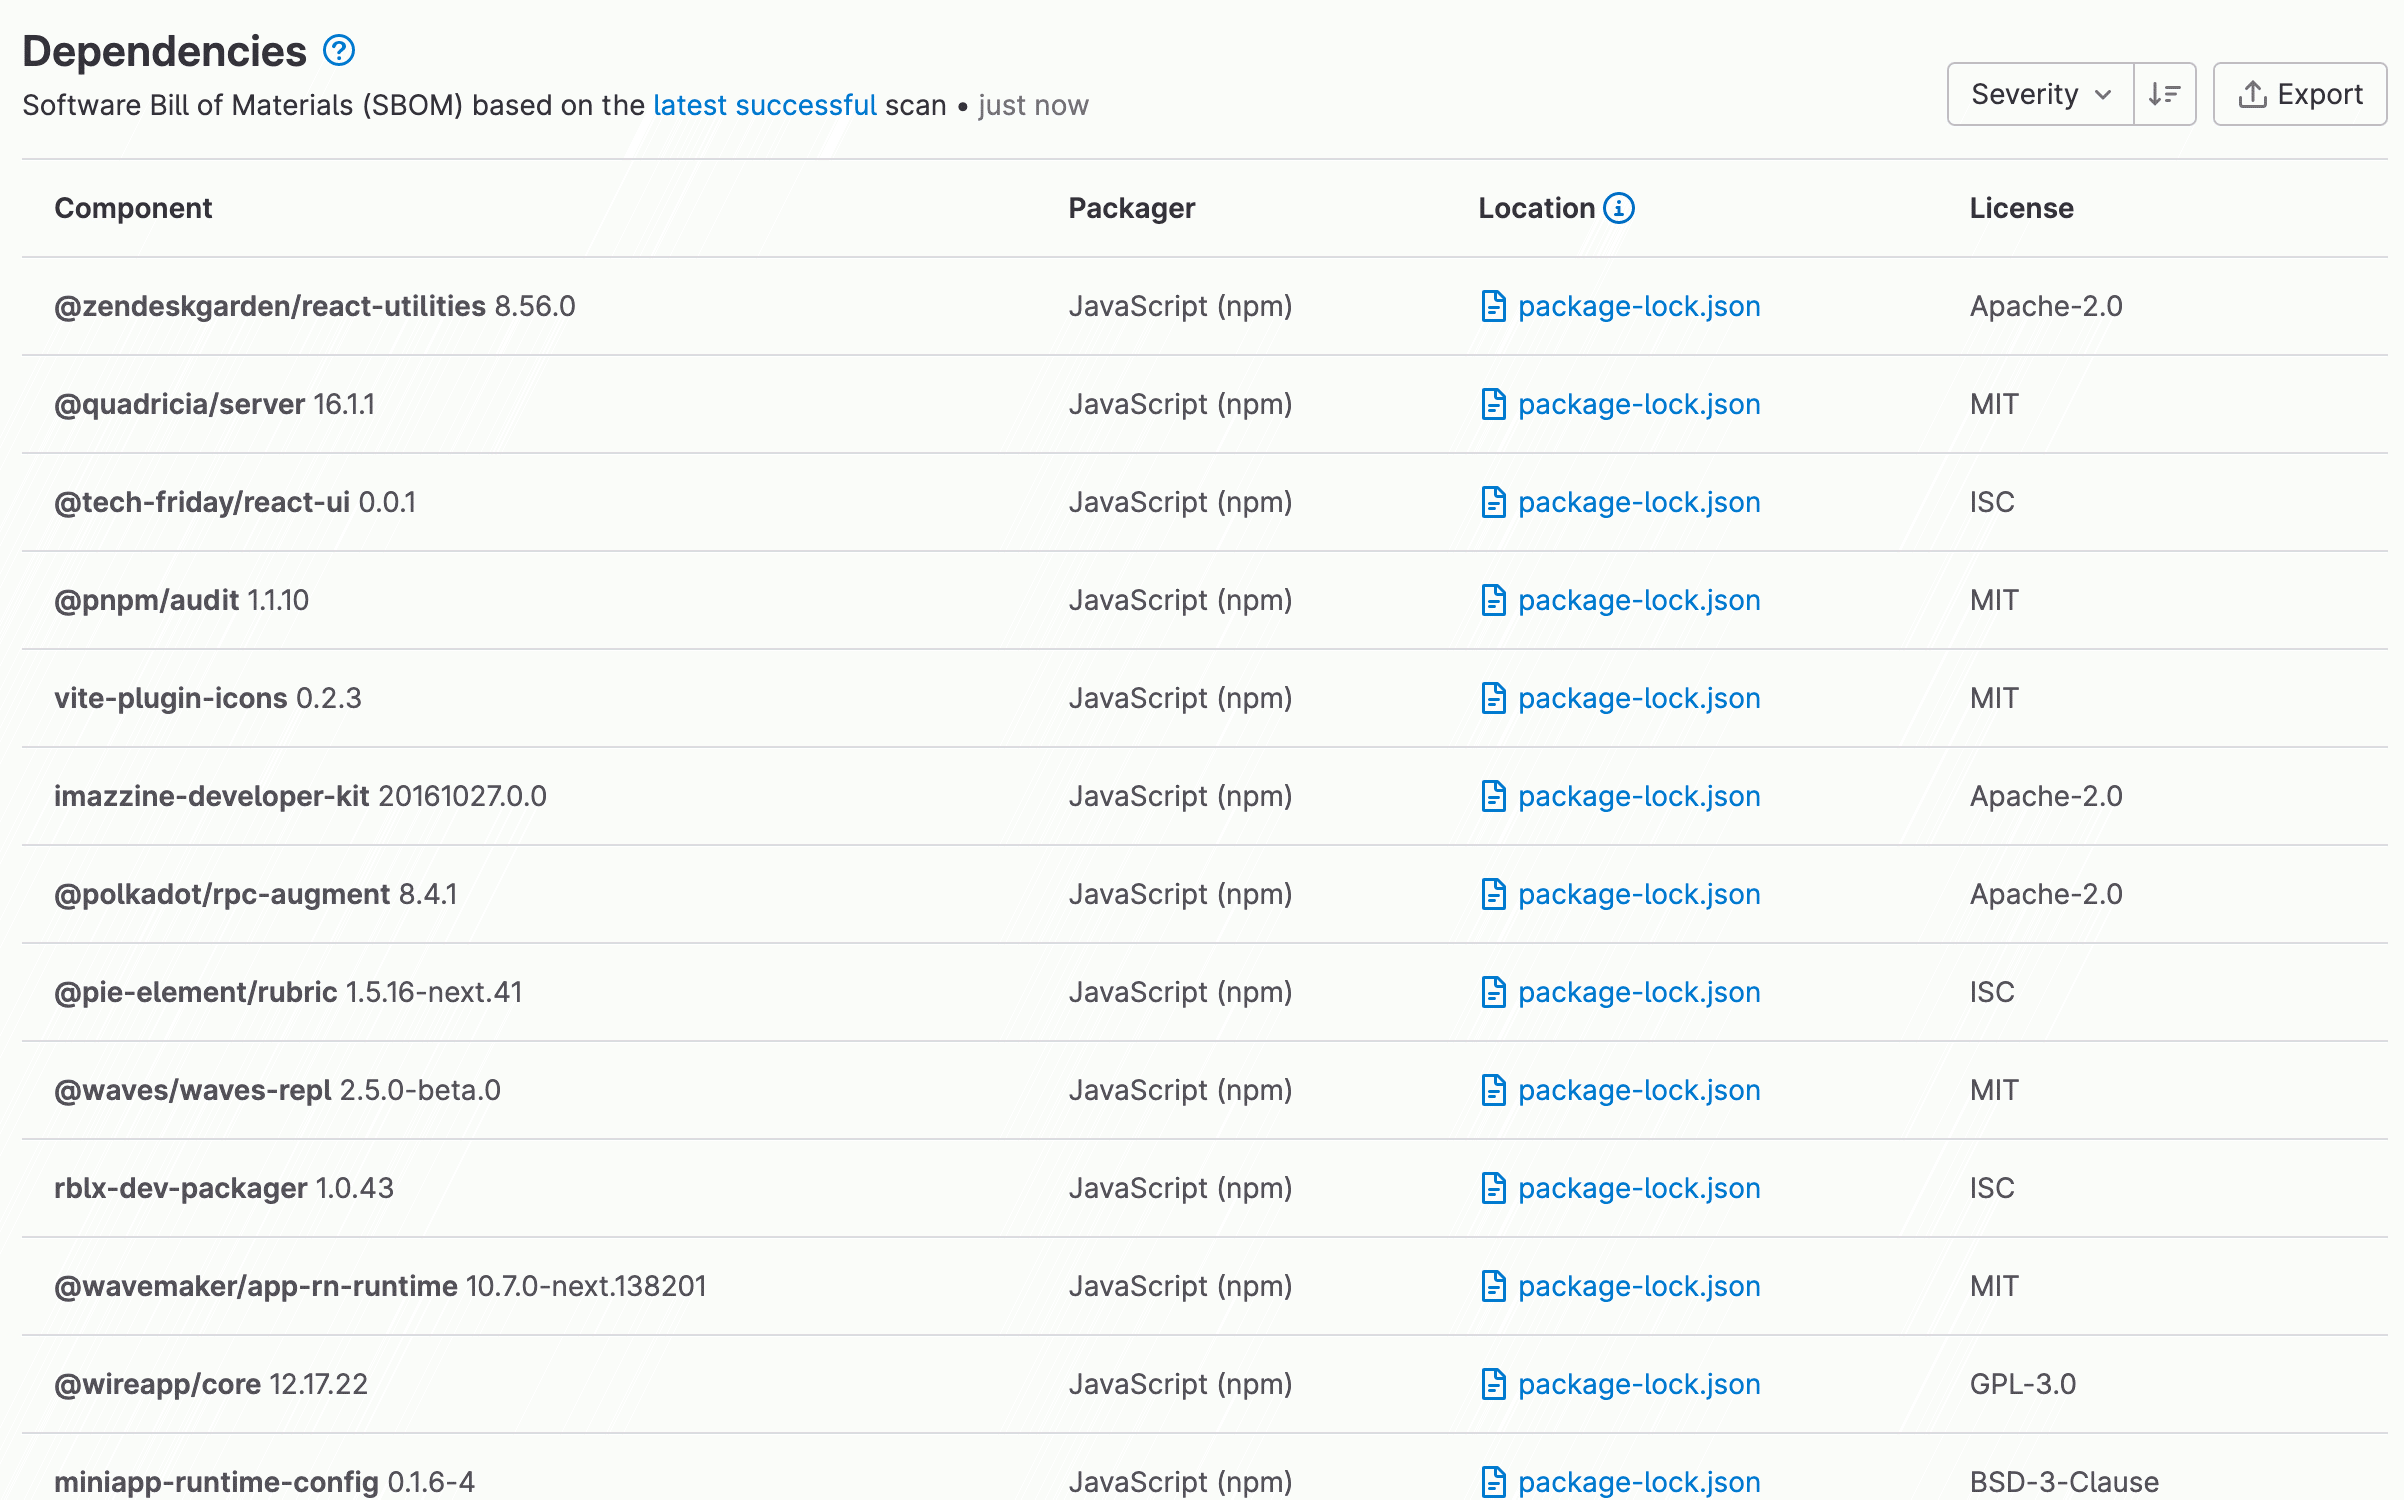 Dependencies
Software Bill of Materials (SBOM) based on the latest successful scan • just now
Severity
Export
Component Packager Location License
@zendeskgarden/react-utilities 8.56.0 JavaScript (npm) package-lock.json Apache-2.0
@quadricia/server 16.1.1 JavaScript (npm) package-lock.json MIT
@tech-friday/react-ui 0.0.1 JavaScript (npm) package-lock.json ISC
@pnpm/audit 1.1.10 JavaScript (npm) package-lock.json MIT
vite-plugin-icons 0.2.3 JavaScript (npm) package-lock.json MIT
imazzine-developer-kit 20161027.0.0 JavaScript (npm) package-lock.json Apache-2.0
@polkadot/rpc-augment 8.4.1 JavaScript (npm) package-lock.json Apache-2.0
@pie-element/rubric 1.5.16-next.41 JavaScript (npm) package-lock.json ISC
@waves/waves-repl 2.5.0-beta.0 JavaScript (npm) package-lock.json MIT
rblx-dev-packager 1.0.43 JavaScript (npm) package-lock.json ISC
@wavemaker/app-rn-runtime 10.7.0-next.138201 JavaScript (npm) package-lock.json MIT
@wireapp/core 12.17.22 JavaScript (npm) package-lock.json GPL-3.0
miniapp-runtime-config 0.1.6-4 JavaScript (npm) package-lock.json BSD-3-Clause